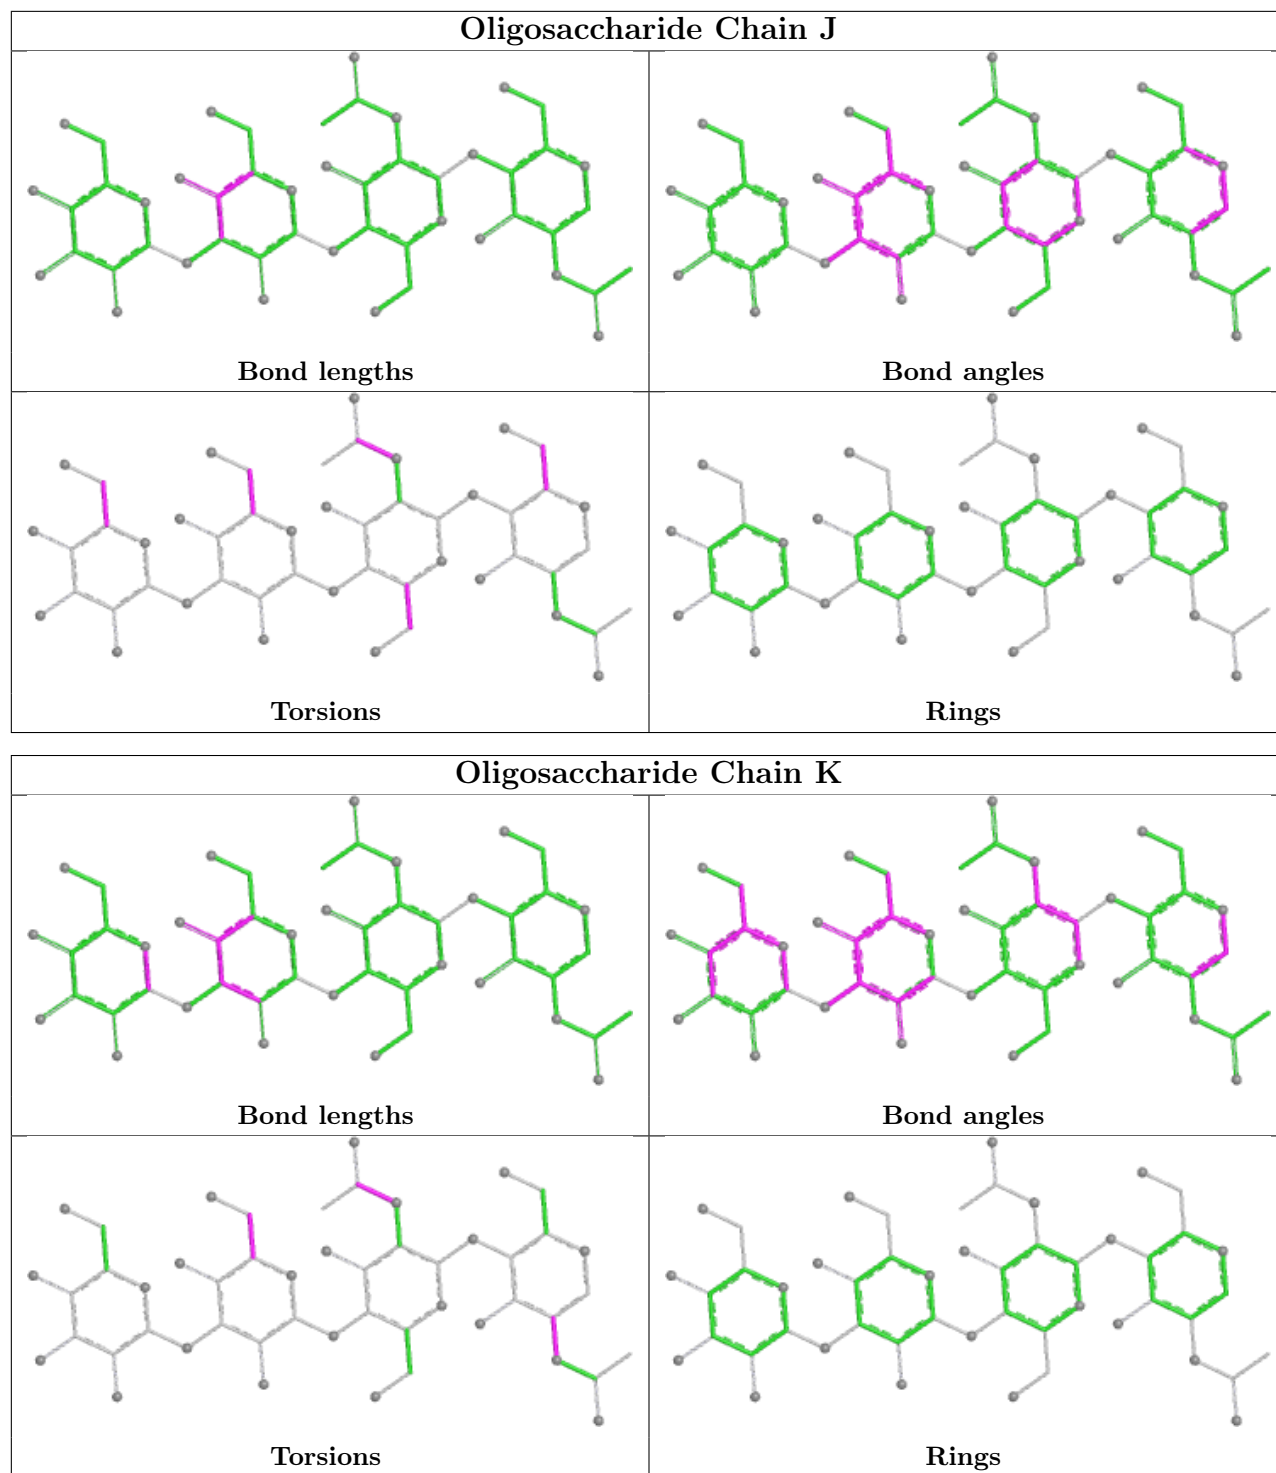 Oligosaccharide Chain J
Bond lengths
Bond angles
Torsions
Rings
Oligosaccharide Chain K
Bond lengths
Bond angles
Torsions
Rings